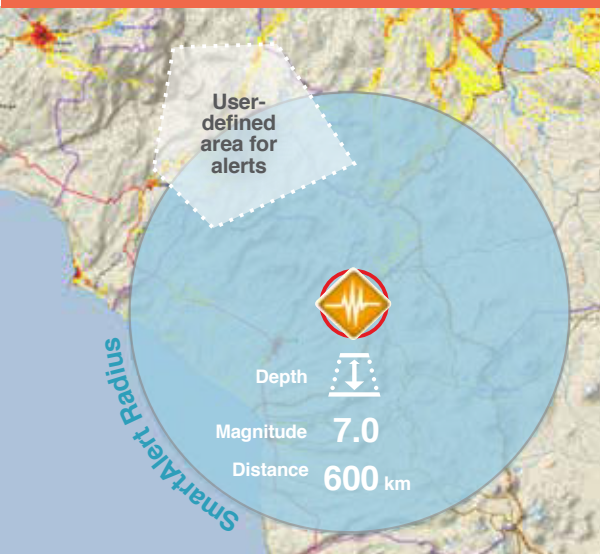 User-
defined
area for
alerts
Depth
Magnitude 7.0
Distance 600 km
SmartAlert Radius